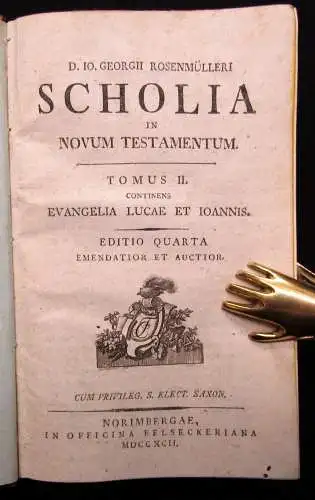 D. IO. GEORGII ROSENMÜLLERI
SCHOLIA
IN
NOVUM TESTAMENTUM.
TOMUS II.
CONTINENS
EVANGELIA LUCAE ET IOANNIS.
EDITIO QUARTA
EMENDATIOR ET AUCTIOR.
CUM PRIVILEG. S. ELECT. SAXON.
NORIMBERGAE,
IN OFFICINA FELSECKERIANA
MDCCXCII.